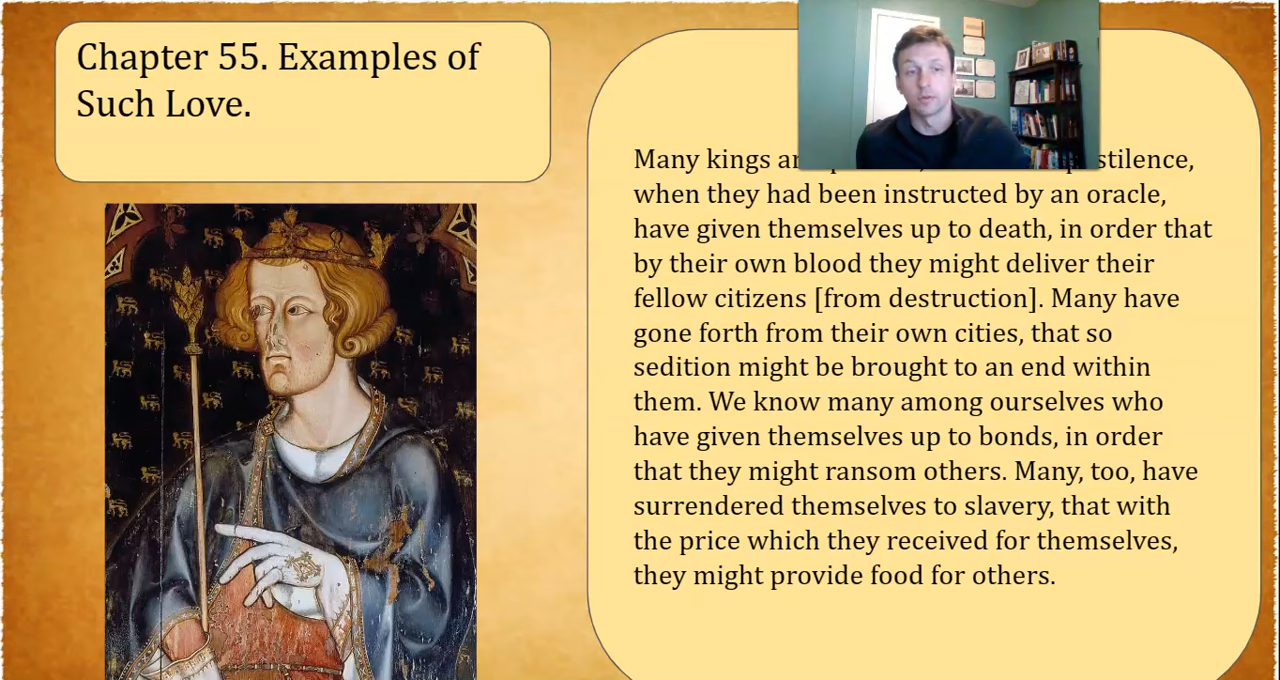 Chapter 55. Examples of
Such Love.
Many kings
when they had been instructed by an oracle,
have given themselves up to death, in order that
by their own blood they might deliver their
fellow citizens [from destruction]. Many have
gone forth from their own cities, that so
sedition might be brought to an end within
them. We know many among ourselves who
have given themselves up to bonds, in order
that they might ransom others. Many, too, have
surrendered themselves to slavery, that with
the price which they received for themselves,
they might provide food for others.